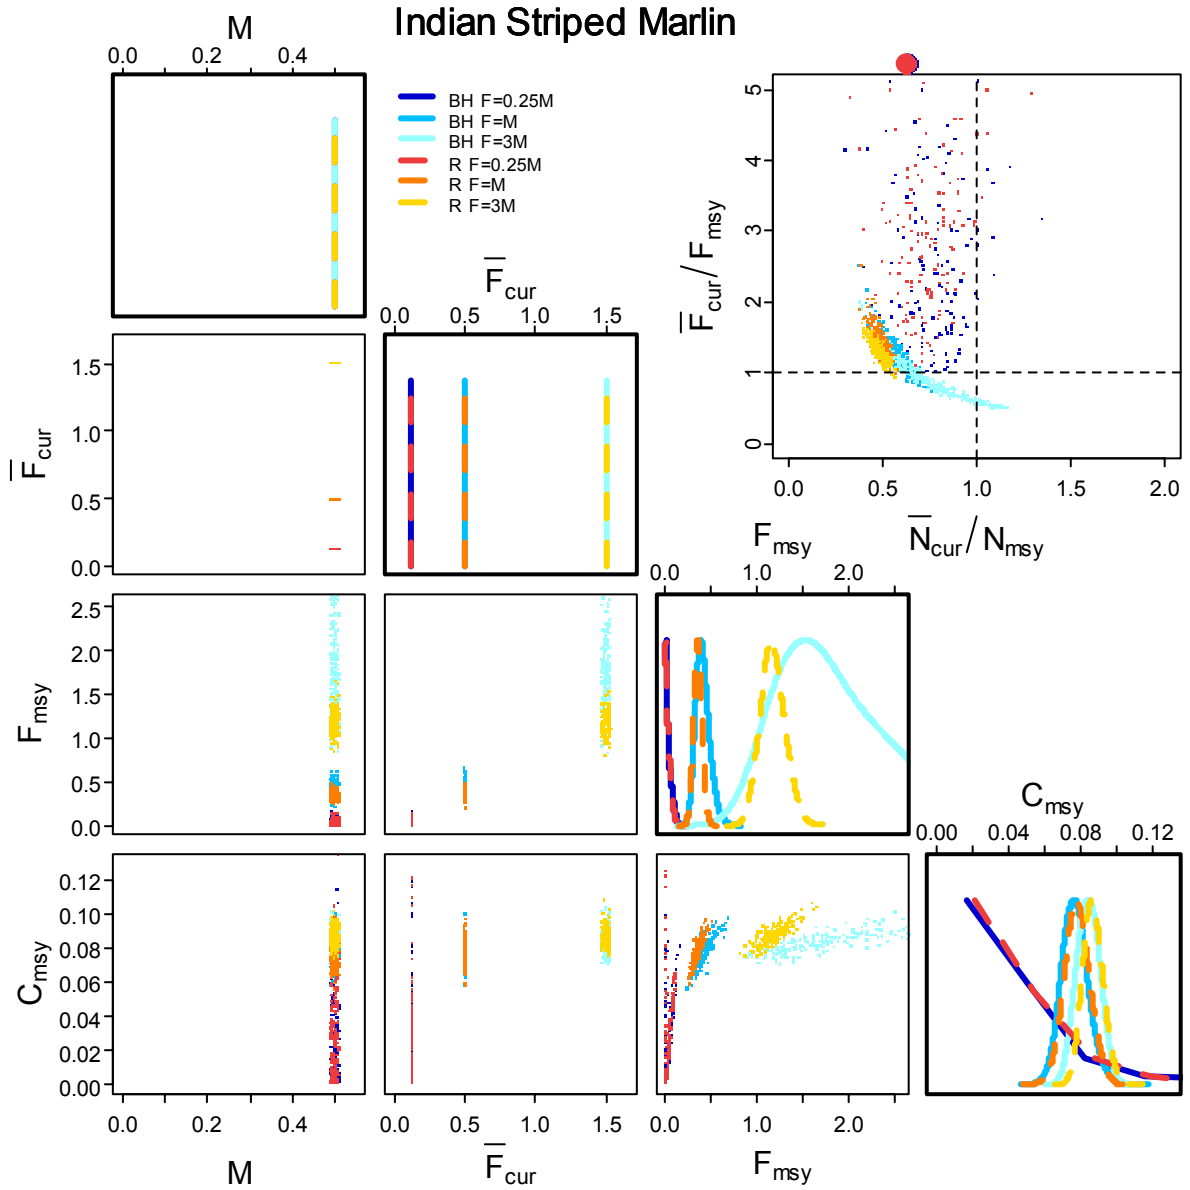 Indian Striped Marlin
M
0.0 0.2 0.4
BH F=0.25M
BH F=M
BH F=3M
R F=0.25M
R F=M
R F=3M
F̅cur / Fmsy
5
4
3
2
1
0
0.0 0.5 1.0 1.5 2.0
N̅cur / Nmsy
F̅cur
0.0 0.5 1.0 1.5
F̅cur
1.5
1.0
0.5
0.0
Fmsy
0.0 1.0 2.0
Fmsy
2.5
2.0
1.5
1.0
0.5
0.0
Cmsy
0.00 0.04 0.08 0.12
Cmsy
0.12
0.10
0.08
0.06
0.04
0.02
0.00
0.0 0.2 0.4
0.0 0.5 1.0 1.5
0.0 1.0 2.0
M
F̅cur
Fmsy